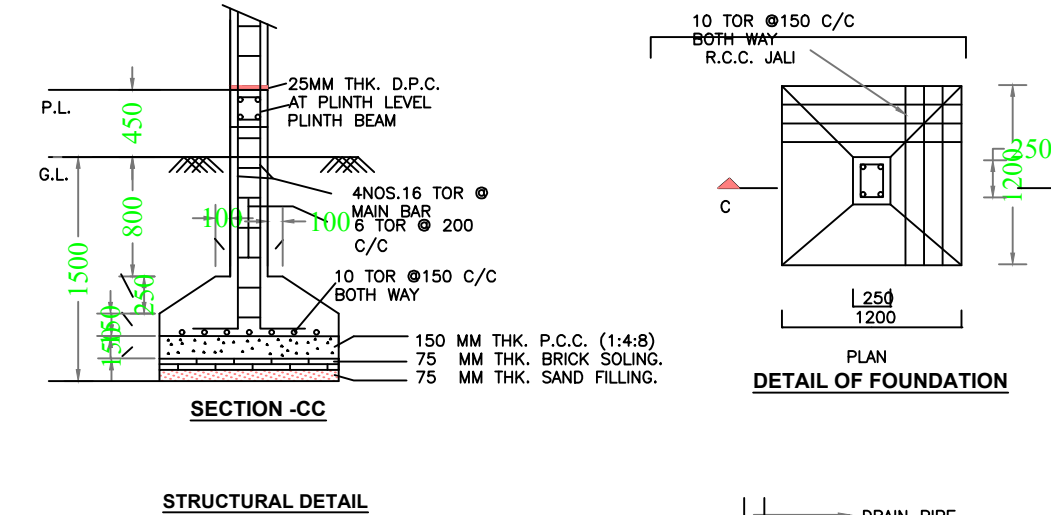 25MM THK. D.P.C.
AT PLINTH LEVEL
PLINTH BEAM
P.L.
450
G.L.
800
1500
100
100
4NOS.16 TOR @
MAIN BAR
6 TOR @ 200
C/C
250
10 TOR @150 C/C
BOTH WAY
150 MM THK. P.C.C. (1:4:8)
75 MM THK. BRICK SOLING.
75 MM THK. SAND FILLING.
SECTION -CC
STRUCTURAL DETAIL
10 TOR @150 C/C
BOTH WAY
R.C.C. JALI
250
1200
C
250
1200
PLAN
DETAIL OF FOUNDATION
DRAIN PIPE